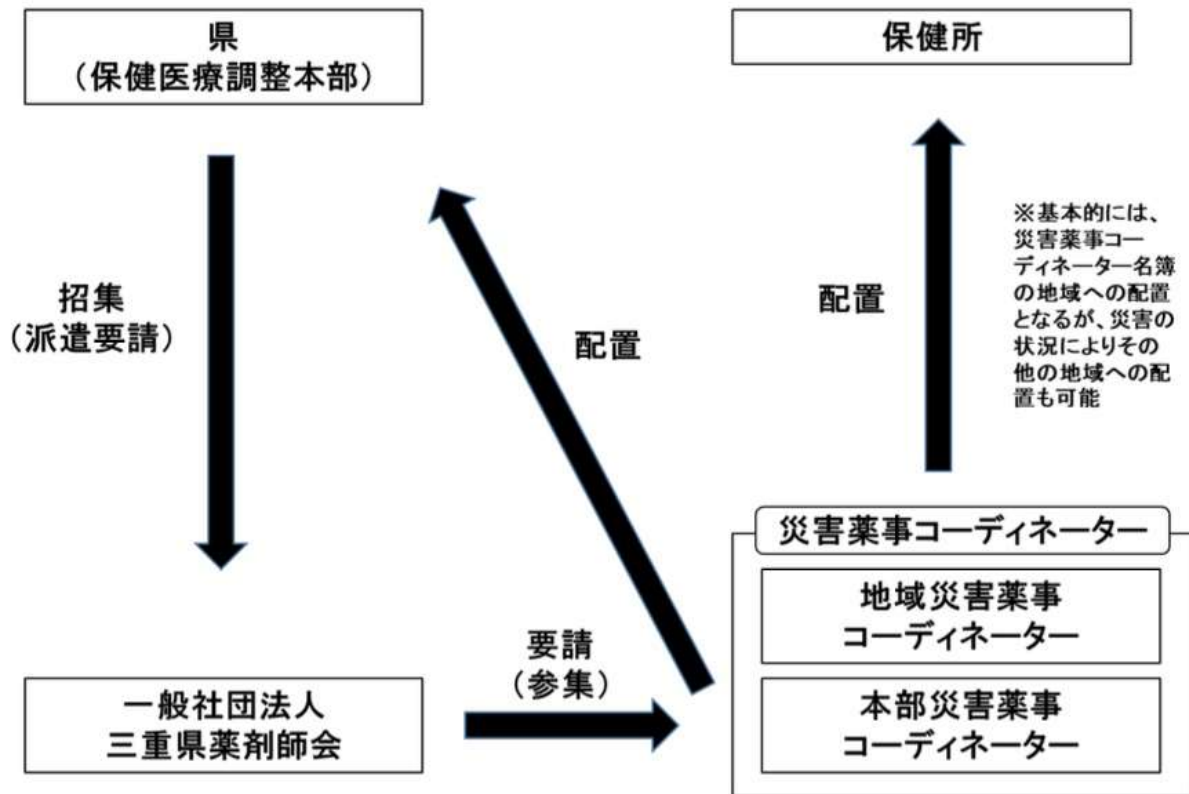 県
（保健医療調整本部）
保健所
招集
（派遣要請）
配置
配置
※基本的には、
災害薬事コー
ディネーター名簿
の地域への配置
となるが、災害の
状況によりその
他の地域への配
置も可能
一般社団法人
三重県薬剤師会
要請
（参集）
災害薬事コーディネーター
地域災害薬事
コーディネーター
本部災害薬事
コーディネーター